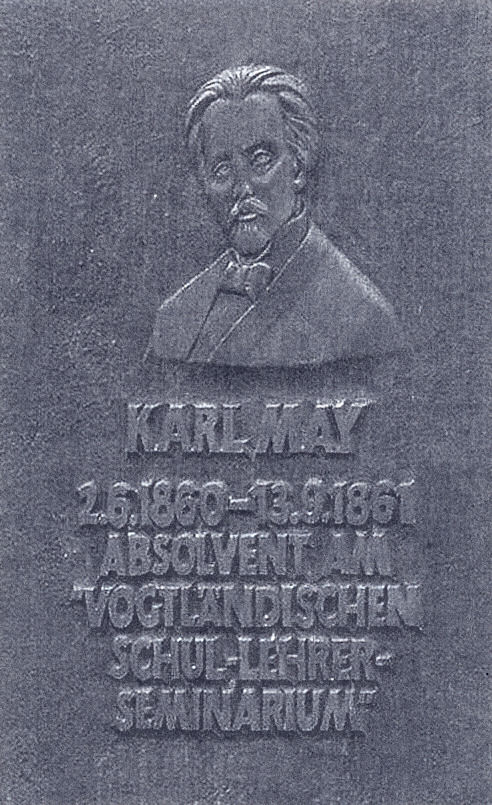 KARL MAY
2.6.1860–13.9.1861
ABSOLVENT AM
"VOGTLÄNDISCHEN
SCHUL-LEHRER-
SEMINARIUM"